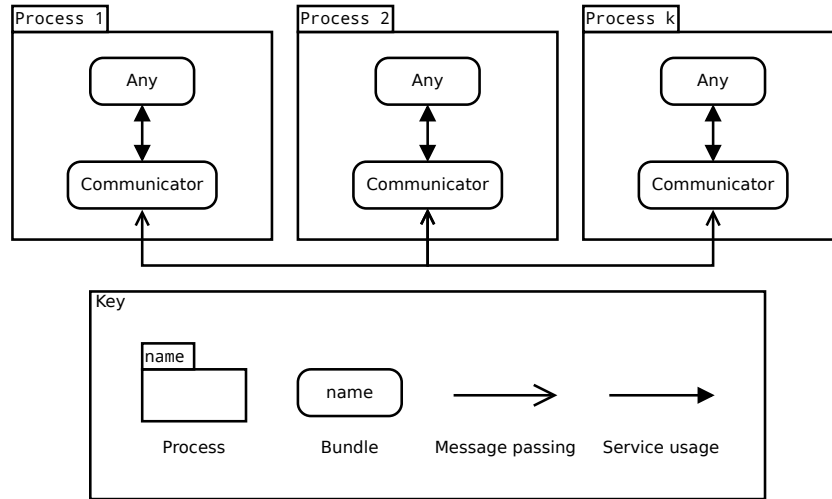 Process 1
Process 2
Process k
Any
Any
Any
Communicator
Communicator
Communicator
Key
name
name
Process
Bundle
Message passing
Service usage